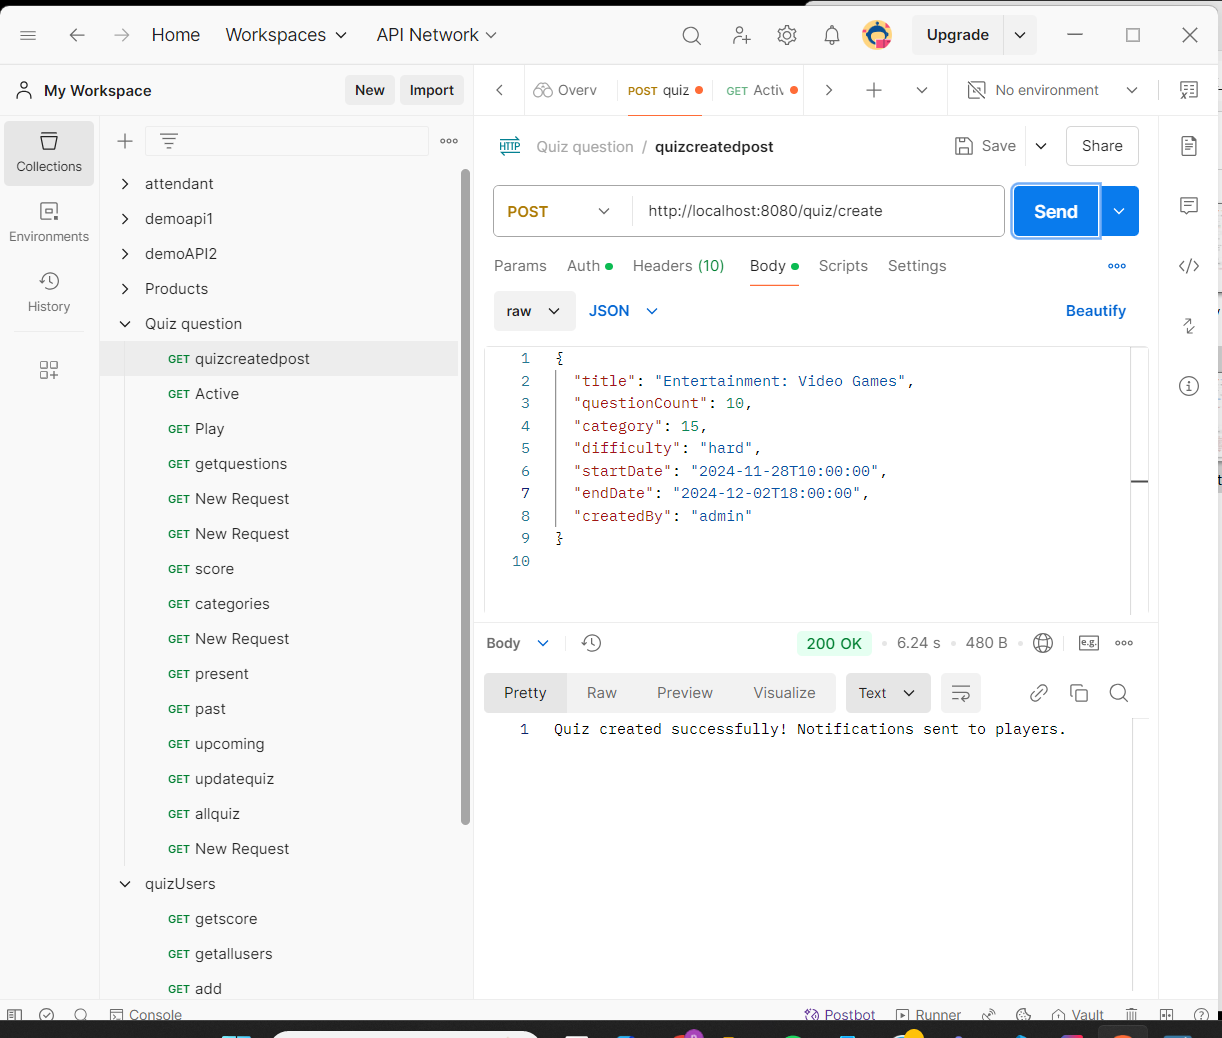 Home Workspaces API Network Upgrade
My Workspace New Import Overv POST quiz GET Activ No environment
Collections
Environments
History
attendant
demoapi1
demoAPI2
Products
Quiz question
GET quizcreatedpost
GET Active
GET Play
GET getquestions
GET New Request
GET New Request
GET score
GET categories
GET New Request
GET present
GET past
GET upcoming
GET updatequiz
GET allquiz
GET New Request
quizUsers
GET getscore
GET getallusers
GET add
HTTP Quiz question / quizcreatedpost Save Share
POST http://localhost:8080/quiz/create Send
Params Auth Headers (10) Body Scripts Settings
raw JSON Beautify
1 {
2 "title": "Entertainment: Video Games",
3 "questionCount": 10,
4 "category": 15,
5 "difficulty": "hard",
6 "startDate": "2024-11-28T10:00:00",
7 "endDate": "2024-12-02T18:00:00",
8 "createdBy": "admin"
9 }
10
Body 200 OK 6.24 s 480 B e.g.
Pretty Raw Preview Visualize Text
1 Quiz created successfully! Notifications sent to players.
Console Postbot Runner Vault